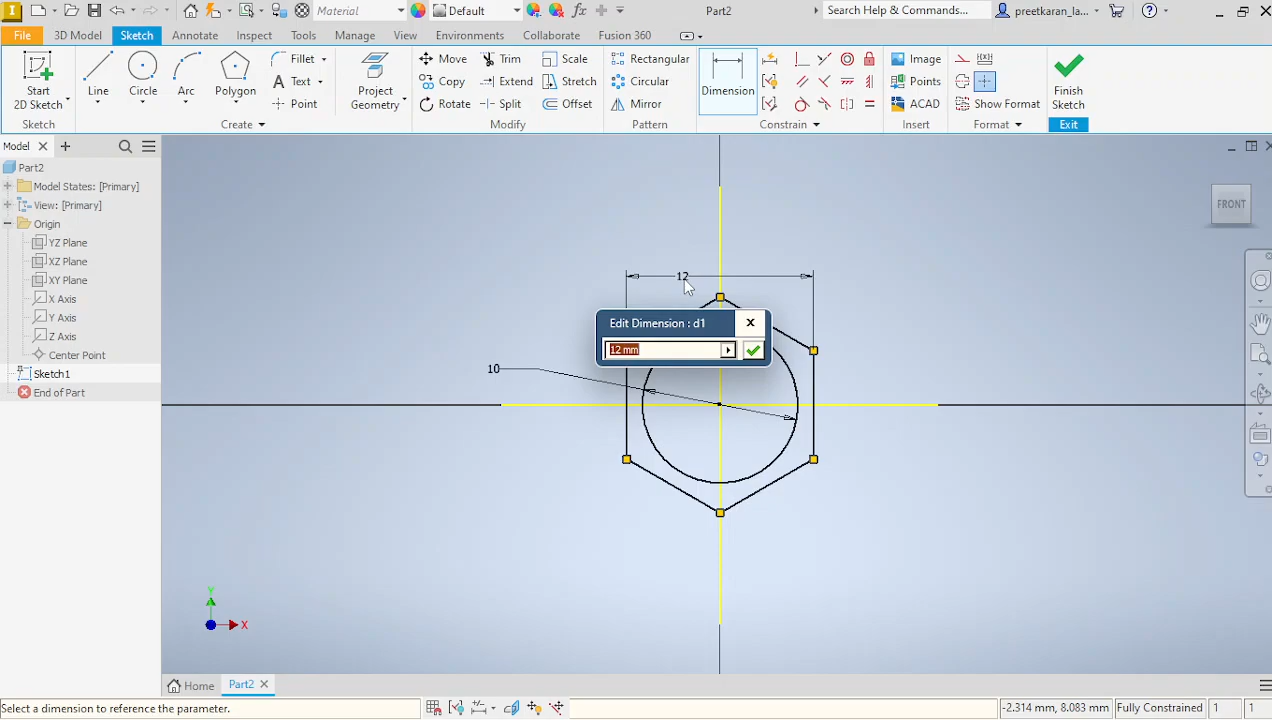 I Material Default fx Part2 Search Help & Commands... preetkaran_la...
File 3D Model Sketch Annotate Inspect Tools Manage View Environments Collaborate Fusion 360
Start
2D Sketch
Line
Circle
Arc
Polygon
Fillet
Text
Point
Project
Geometry
Move
Copy
Rotate
Trim
Extend
Split
Scale
Stretch
Offset
Rectangular
Circular
Mirror
Dimension
Image
Points
ACAD
Show Format
Finish
Sketch
Sketch Create Modify Pattern Constrain Insert Format Exit
Model
Part2
Model States: [Primary]
View: [Primary]
Origin
YZ Plane
XZ Plane
XY Plane
X Axis
Y Axis
Z Axis
Center Point
Sketch1
End of Part
FRONT
12
Edit Dimension : d1 X
12 mm
10
Y
X
Home Part2
Select a dimension to reference the parameter.
-2.314 mm, 8.083 mm Fully Constrained 1 1